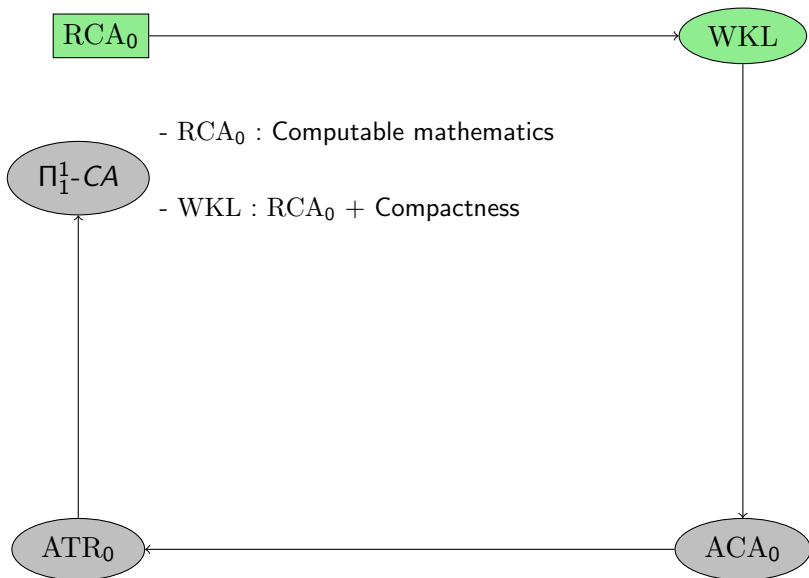 RCA₀
WKL
- RCA₀ : Computable mathematics
Π¹₁-CA
- WKL : RCA₀ + Compactness
ATR₀
ACA₀